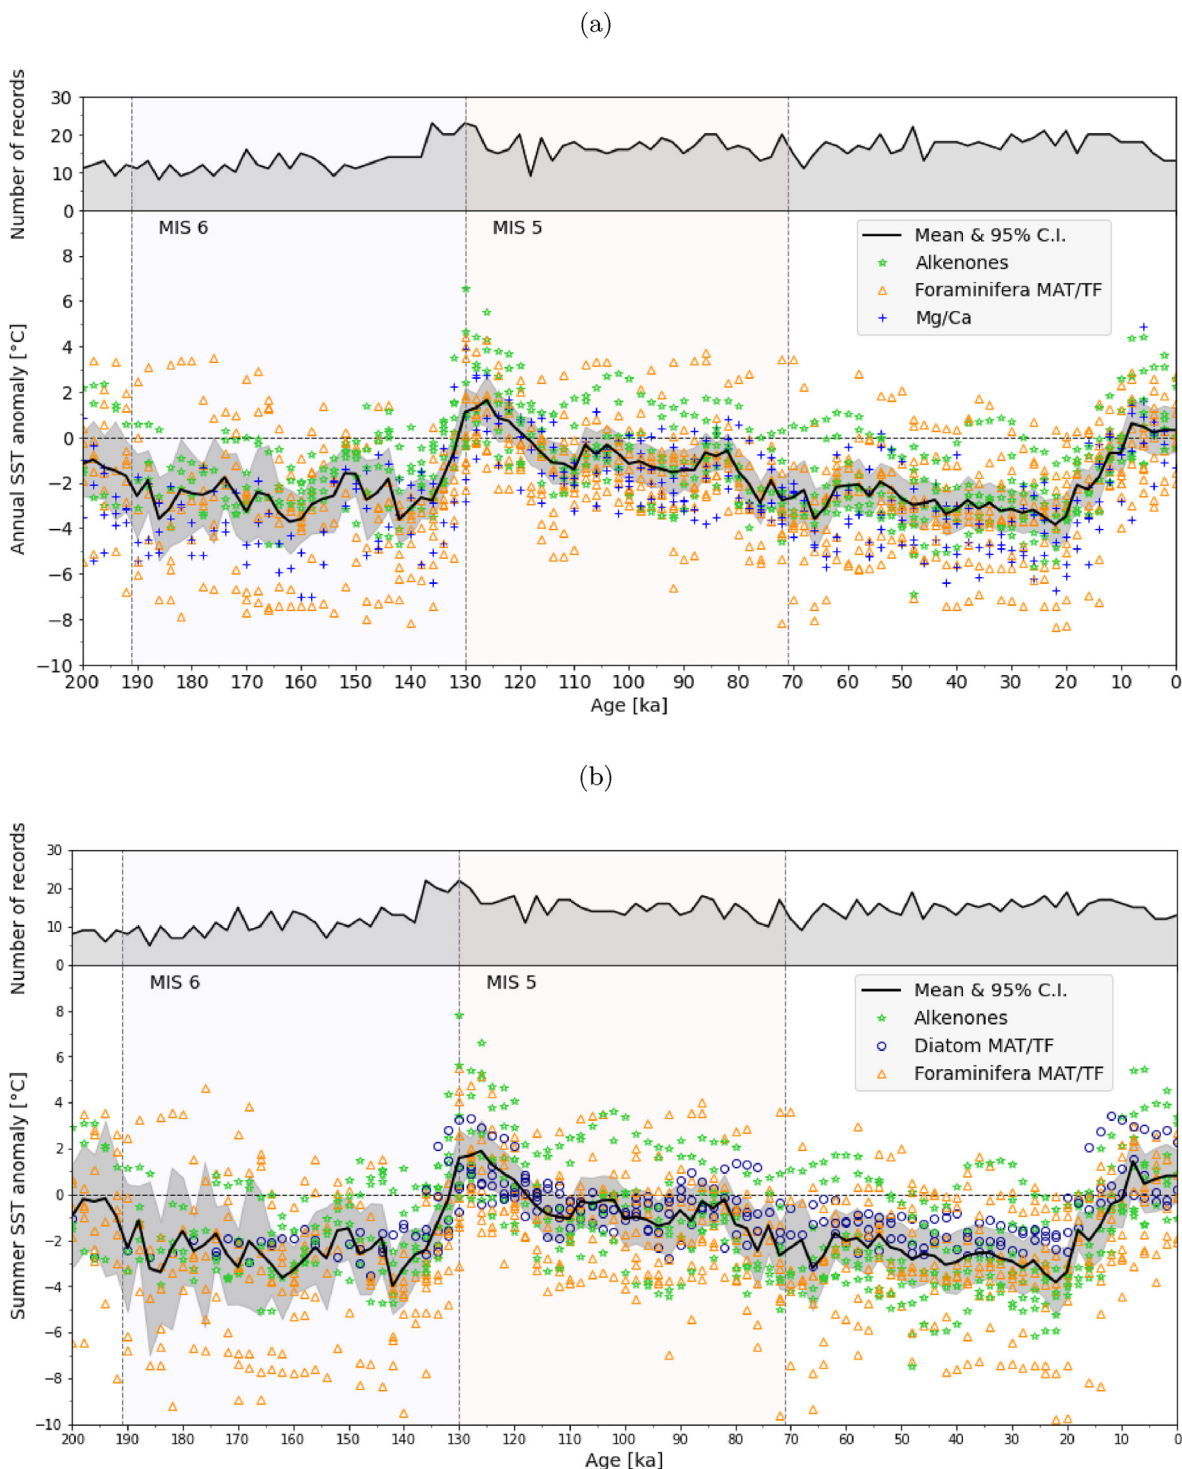 (a)
Number of records
30
20
10
0
MIS 6
MIS 5
Mean & 95% C.I.
Alkenones
Foraminifera MAT/TF
Mg/Ca
Annual SST anomaly [°C]
8
6
4
2
0
−2
−4
−6
−8
−10
200 190 180 170 160 150 140 130 120 110 100 90 80 70 60 50 40 30 20 10 0
Age [ka]
(b)
Number of records
30
20
10
0
MIS 6
MIS 5
Mean & 95% C.I.
Alkenones
Diatom MAT/TF
Foraminifera MAT/TF
Summer SST anomaly [°C]
8
6
4
2
0
−2
−4
−6
−8
−10
200 190 180 170 160 150 140 130 120 110 100 90 80 70 60 50 40 30 20 10 0
Age [ka]